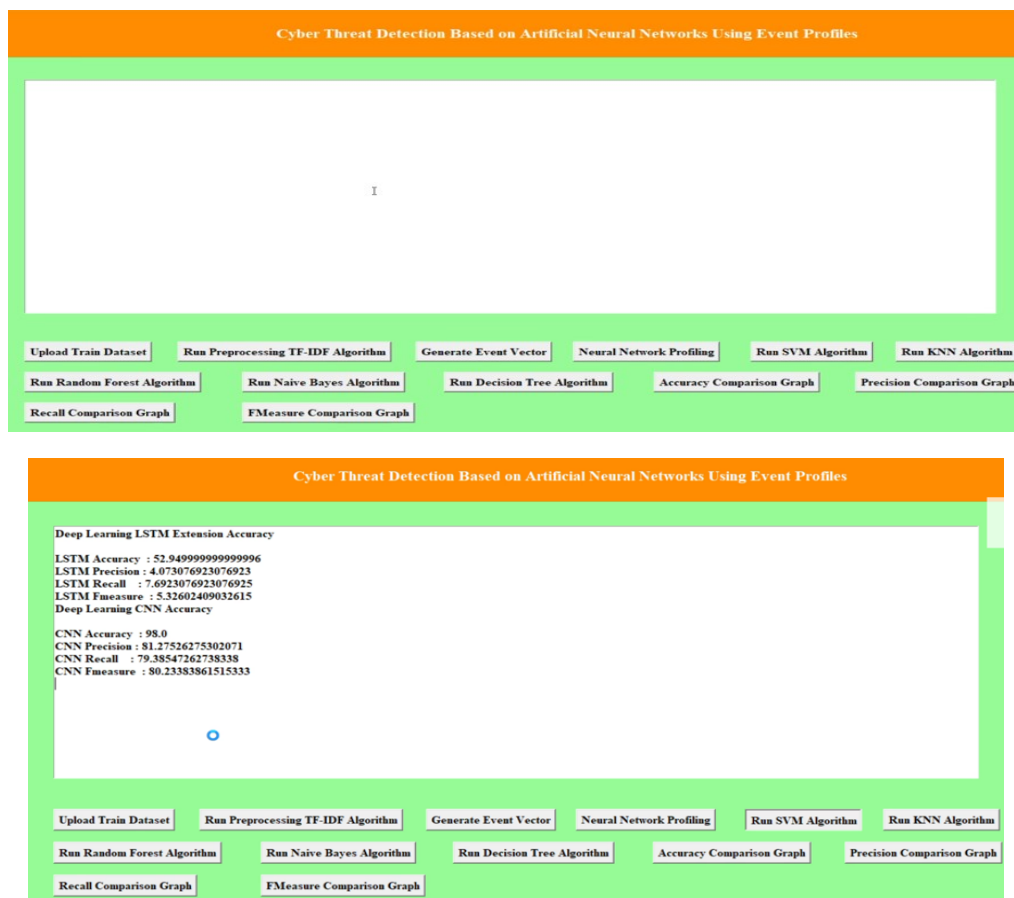 Cyber Threat Detection Based on Artificial Neural Networks Using Event Profiles
Upload Train Dataset Run Preprocessing TF-IDF Algorithm Generate Event Vector Neural Network Profiling Run SVM Algorithm Run KNN Algorithm
Run Random Forest Algorithm Run Naive Bayes Algorithm Run Decision Tree Algorithm Accuracy Comparison Graph Precision Comparison Graph
Recall Comparison Graph FMeasure Comparison Graph
Cyber Threat Detection Based on Artificial Neural Networks Using Event Profiles
Deep Learning LSTM Extension Accuracy
LSTM Accuracy : 52.949999999999996
LSTM Precision : 4.073076923076923
LSTM Recall : 7.6923076923076925
LSTM Fmeasure : 5.32602409032615
Deep Learning CNN Accuracy
CNN Accuracy : 98.0
CNN Precision : 81.27526275302071
CNN Recall : 79.38547262738338
CNN Fmeasure : 80.23383861515333
Upload Train Dataset Run Preprocessing TF-IDF Algorithm Generate Event Vector Neural Network Profiling Run SVM Algorithm Run KNN Algorithm
Run Random Forest Algorithm Run Naive Bayes Algorithm Run Decision Tree Algorithm Accuracy Comparison Graph Precision Comparison Graph
Recall Comparison Graph FMeasure Comparison Graph